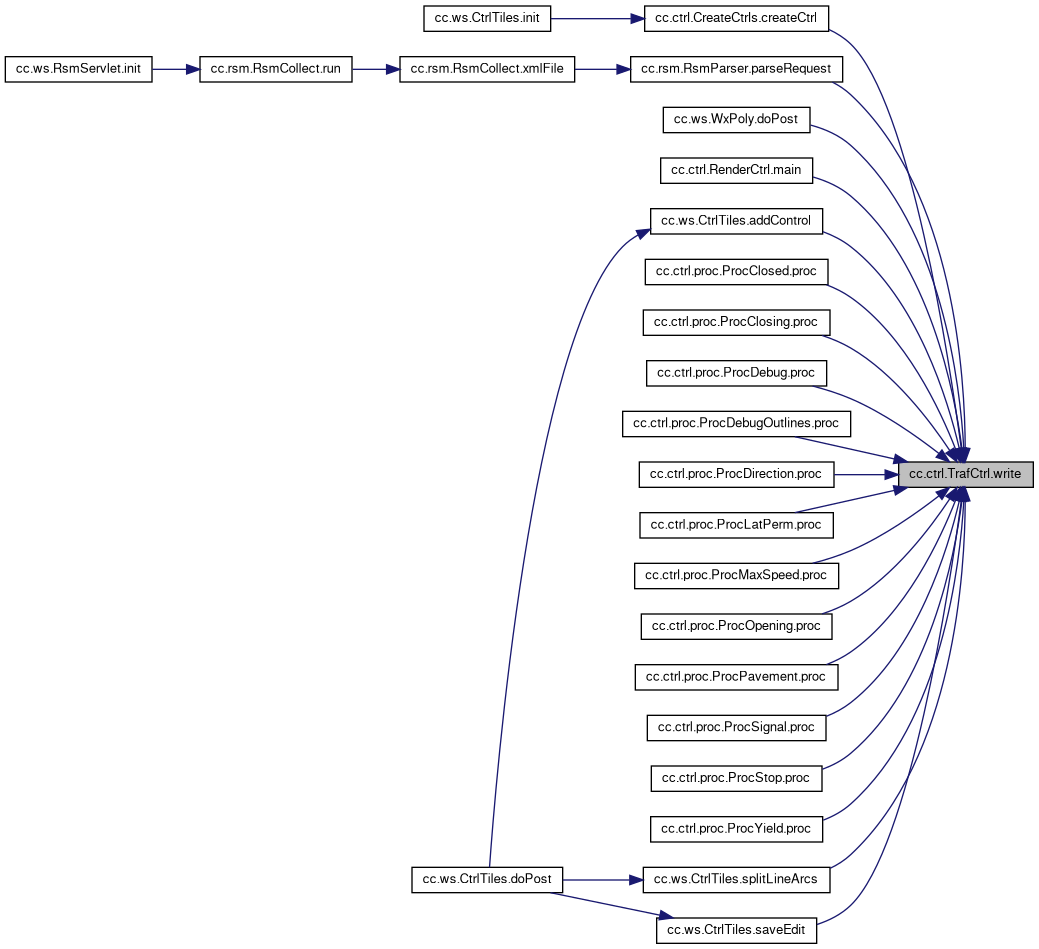 cc.ws.CtrlTiles.init
cc.ctrl.CreateCtrls.createCtrl
cc.ws.RsmServlet.init
cc.rsm.RsmCollect.run
cc.rsm.RsmCollect.xmlFile
cc.rsm.RsmParser.parseRequest
cc.ws.WxPoly.doPost
cc.ctrl.RenderCtrl.main
cc.ws.CtrlTiles.addControl
cc.ctrl.proc.ProcClosed.proc
cc.ctrl.proc.ProcClosing.proc
cc.ctrl.proc.ProcDebug.proc
cc.ctrl.proc.ProcDebugOutlines.proc
cc.ctrl.proc.ProcDirection.proc
cc.ctrl.TrafCtrl.write
cc.ctrl.proc.ProcLatPerm.proc
cc.ctrl.proc.ProcMaxSpeed.proc
cc.ctrl.proc.ProcOpening.proc
cc.ctrl.proc.ProcPavement.proc
cc.ctrl.proc.ProcSignal.proc
cc.ctrl.proc.ProcStop.proc
cc.ctrl.proc.ProcYield.proc
cc.ws.CtrlTiles.doPost
cc.ws.CtrlTiles.splitLineArcs
cc.ws.CtrlTiles.saveEdit